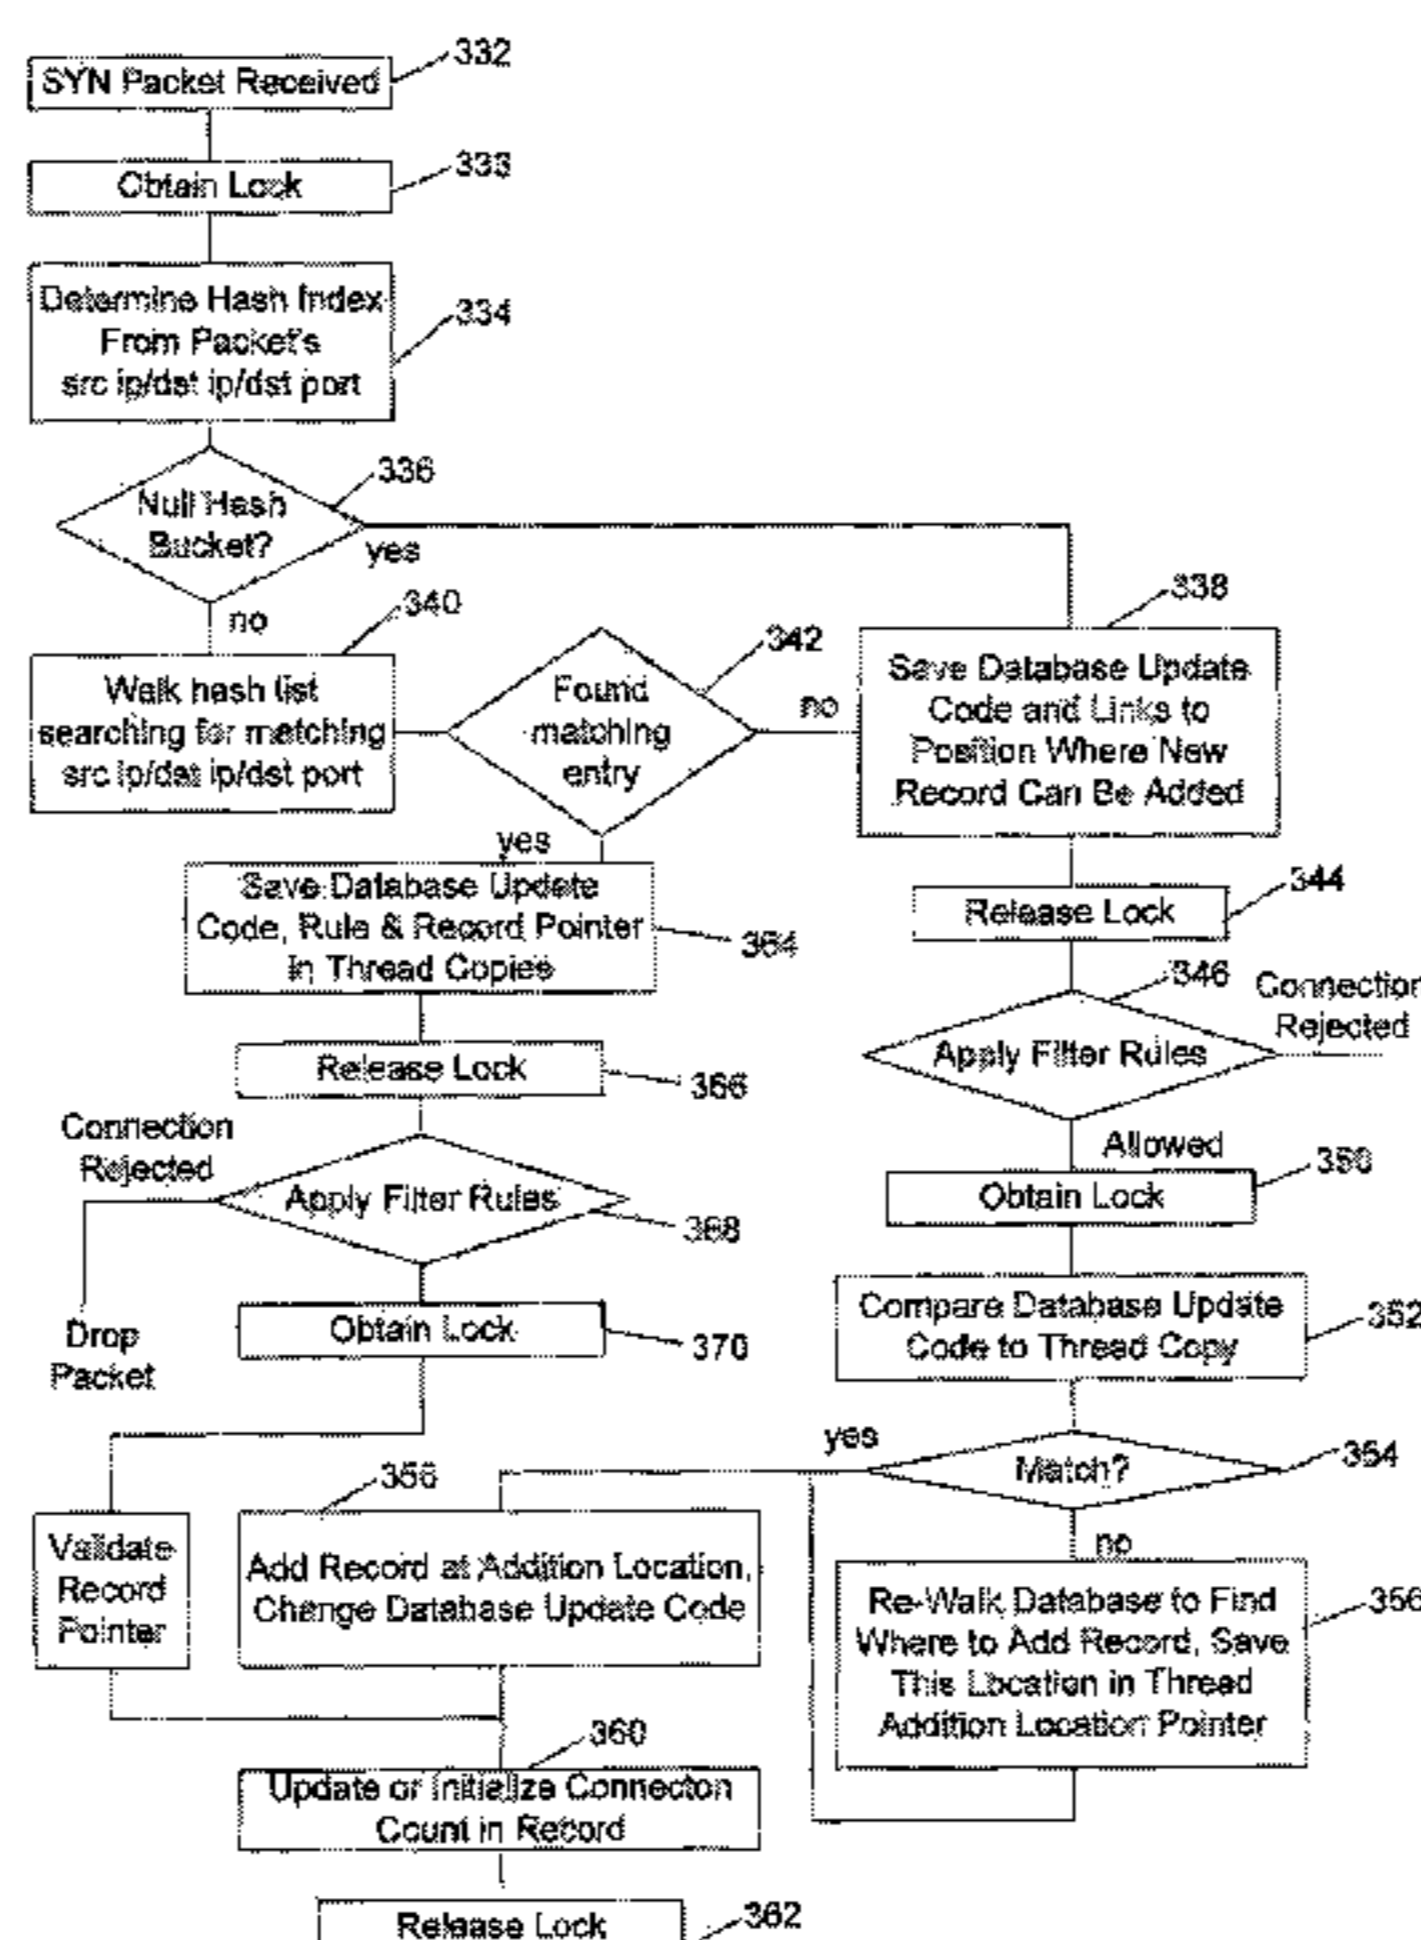 332
SYN Packet Received
333
Obtain Lock
334
Determine Hash Index
From Packet's
src ip/dst ip/dst port
336
Null Hash
Bucket?
yes
no
340
Walk hash list
searching for matching
src ip/dst ip/dst port
342
Found
matching
entry
no
yes
338
Save Database Update
Code and Links to
Position Where New
Record Can Be Added
344
Release Lock
346
Connection
Rejected
Apply Filter Rules
Allowed
350
Obtain Lock
352
Compare Database Update
Code to Thread Copy
354
Match?
yes
no
356
Re-Walk Database to Find
Where to Add Record, Save
This Location in Thread
Addition Location Pointer
Save Database Update
Code, Rule & Record Pointer
In Thread Copies
364
Release Lock
366
Connection
Rejected
Apply Filter Rules
368
Drop
Packet
Obtain Lock
370
Validate
Record
Pointer
Add Record at Addition Location,
Change Database Update Code
360
Update or Initialize Connecton
Count in Record
Release Lock
362